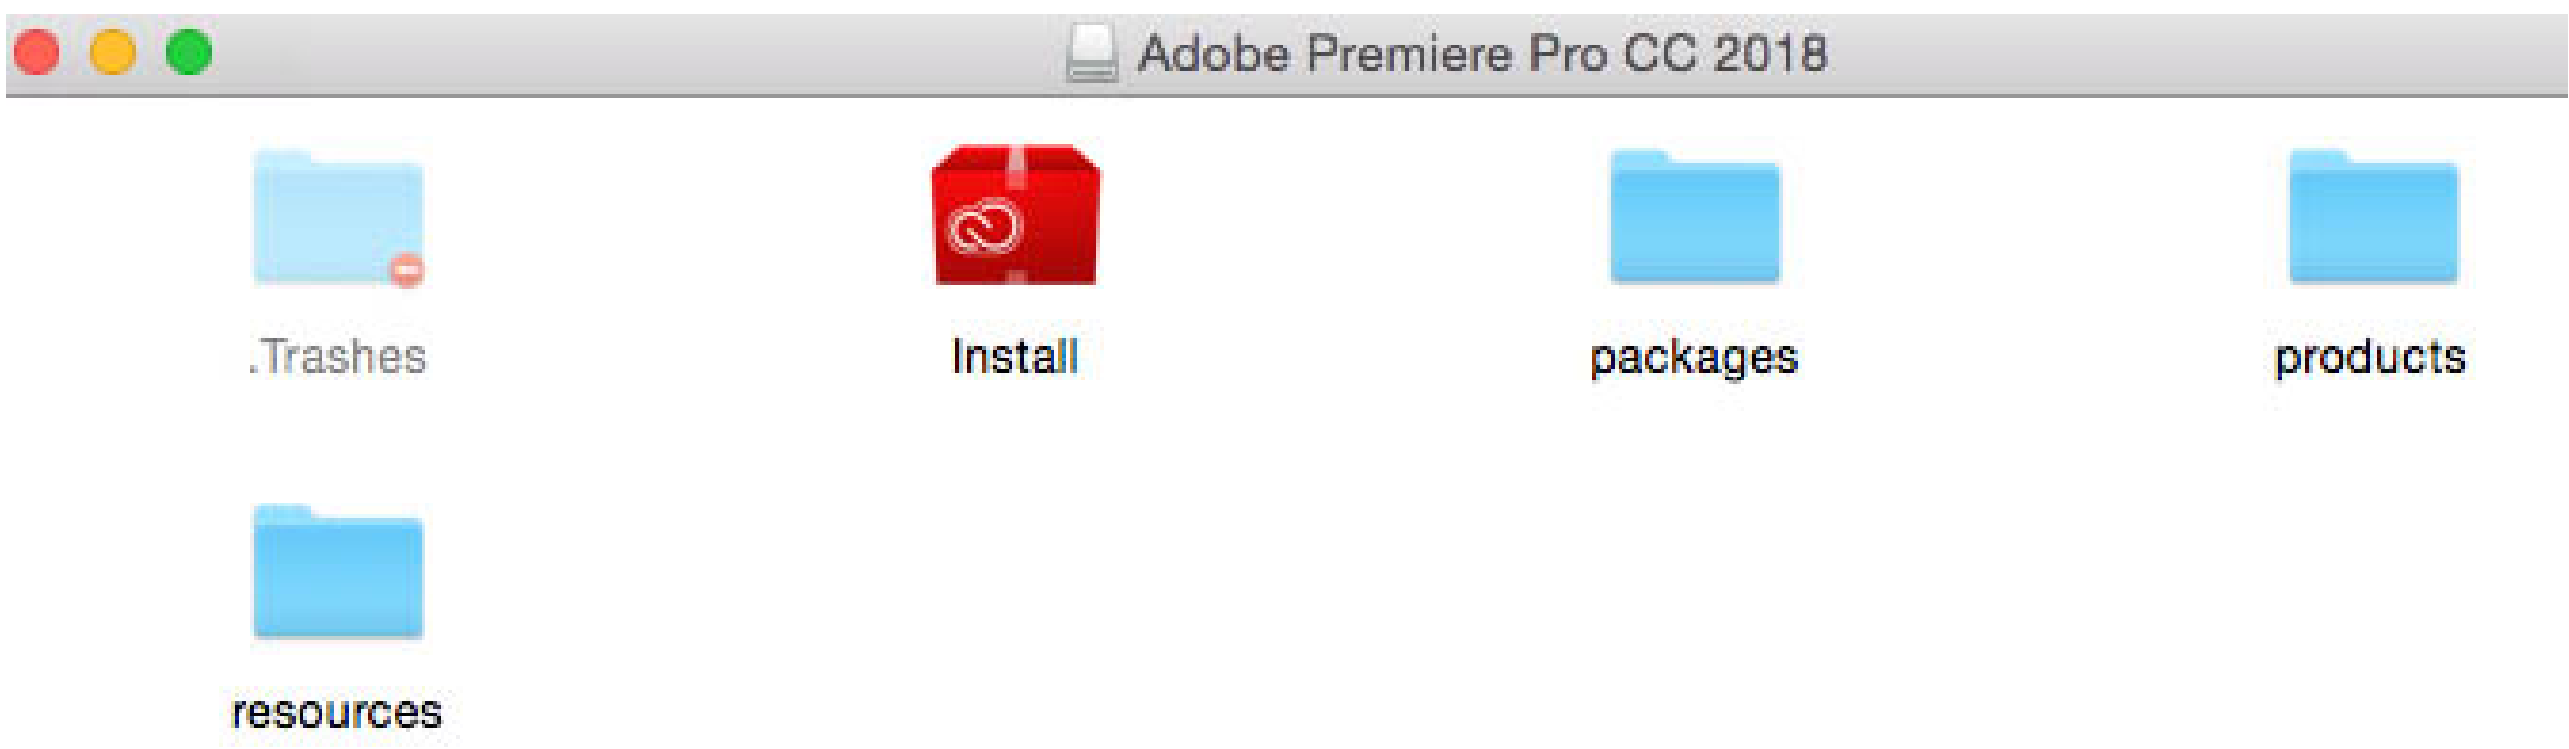 Adobe Premiere Pro CC 2018
.Trashes
Install
packages
products
resources